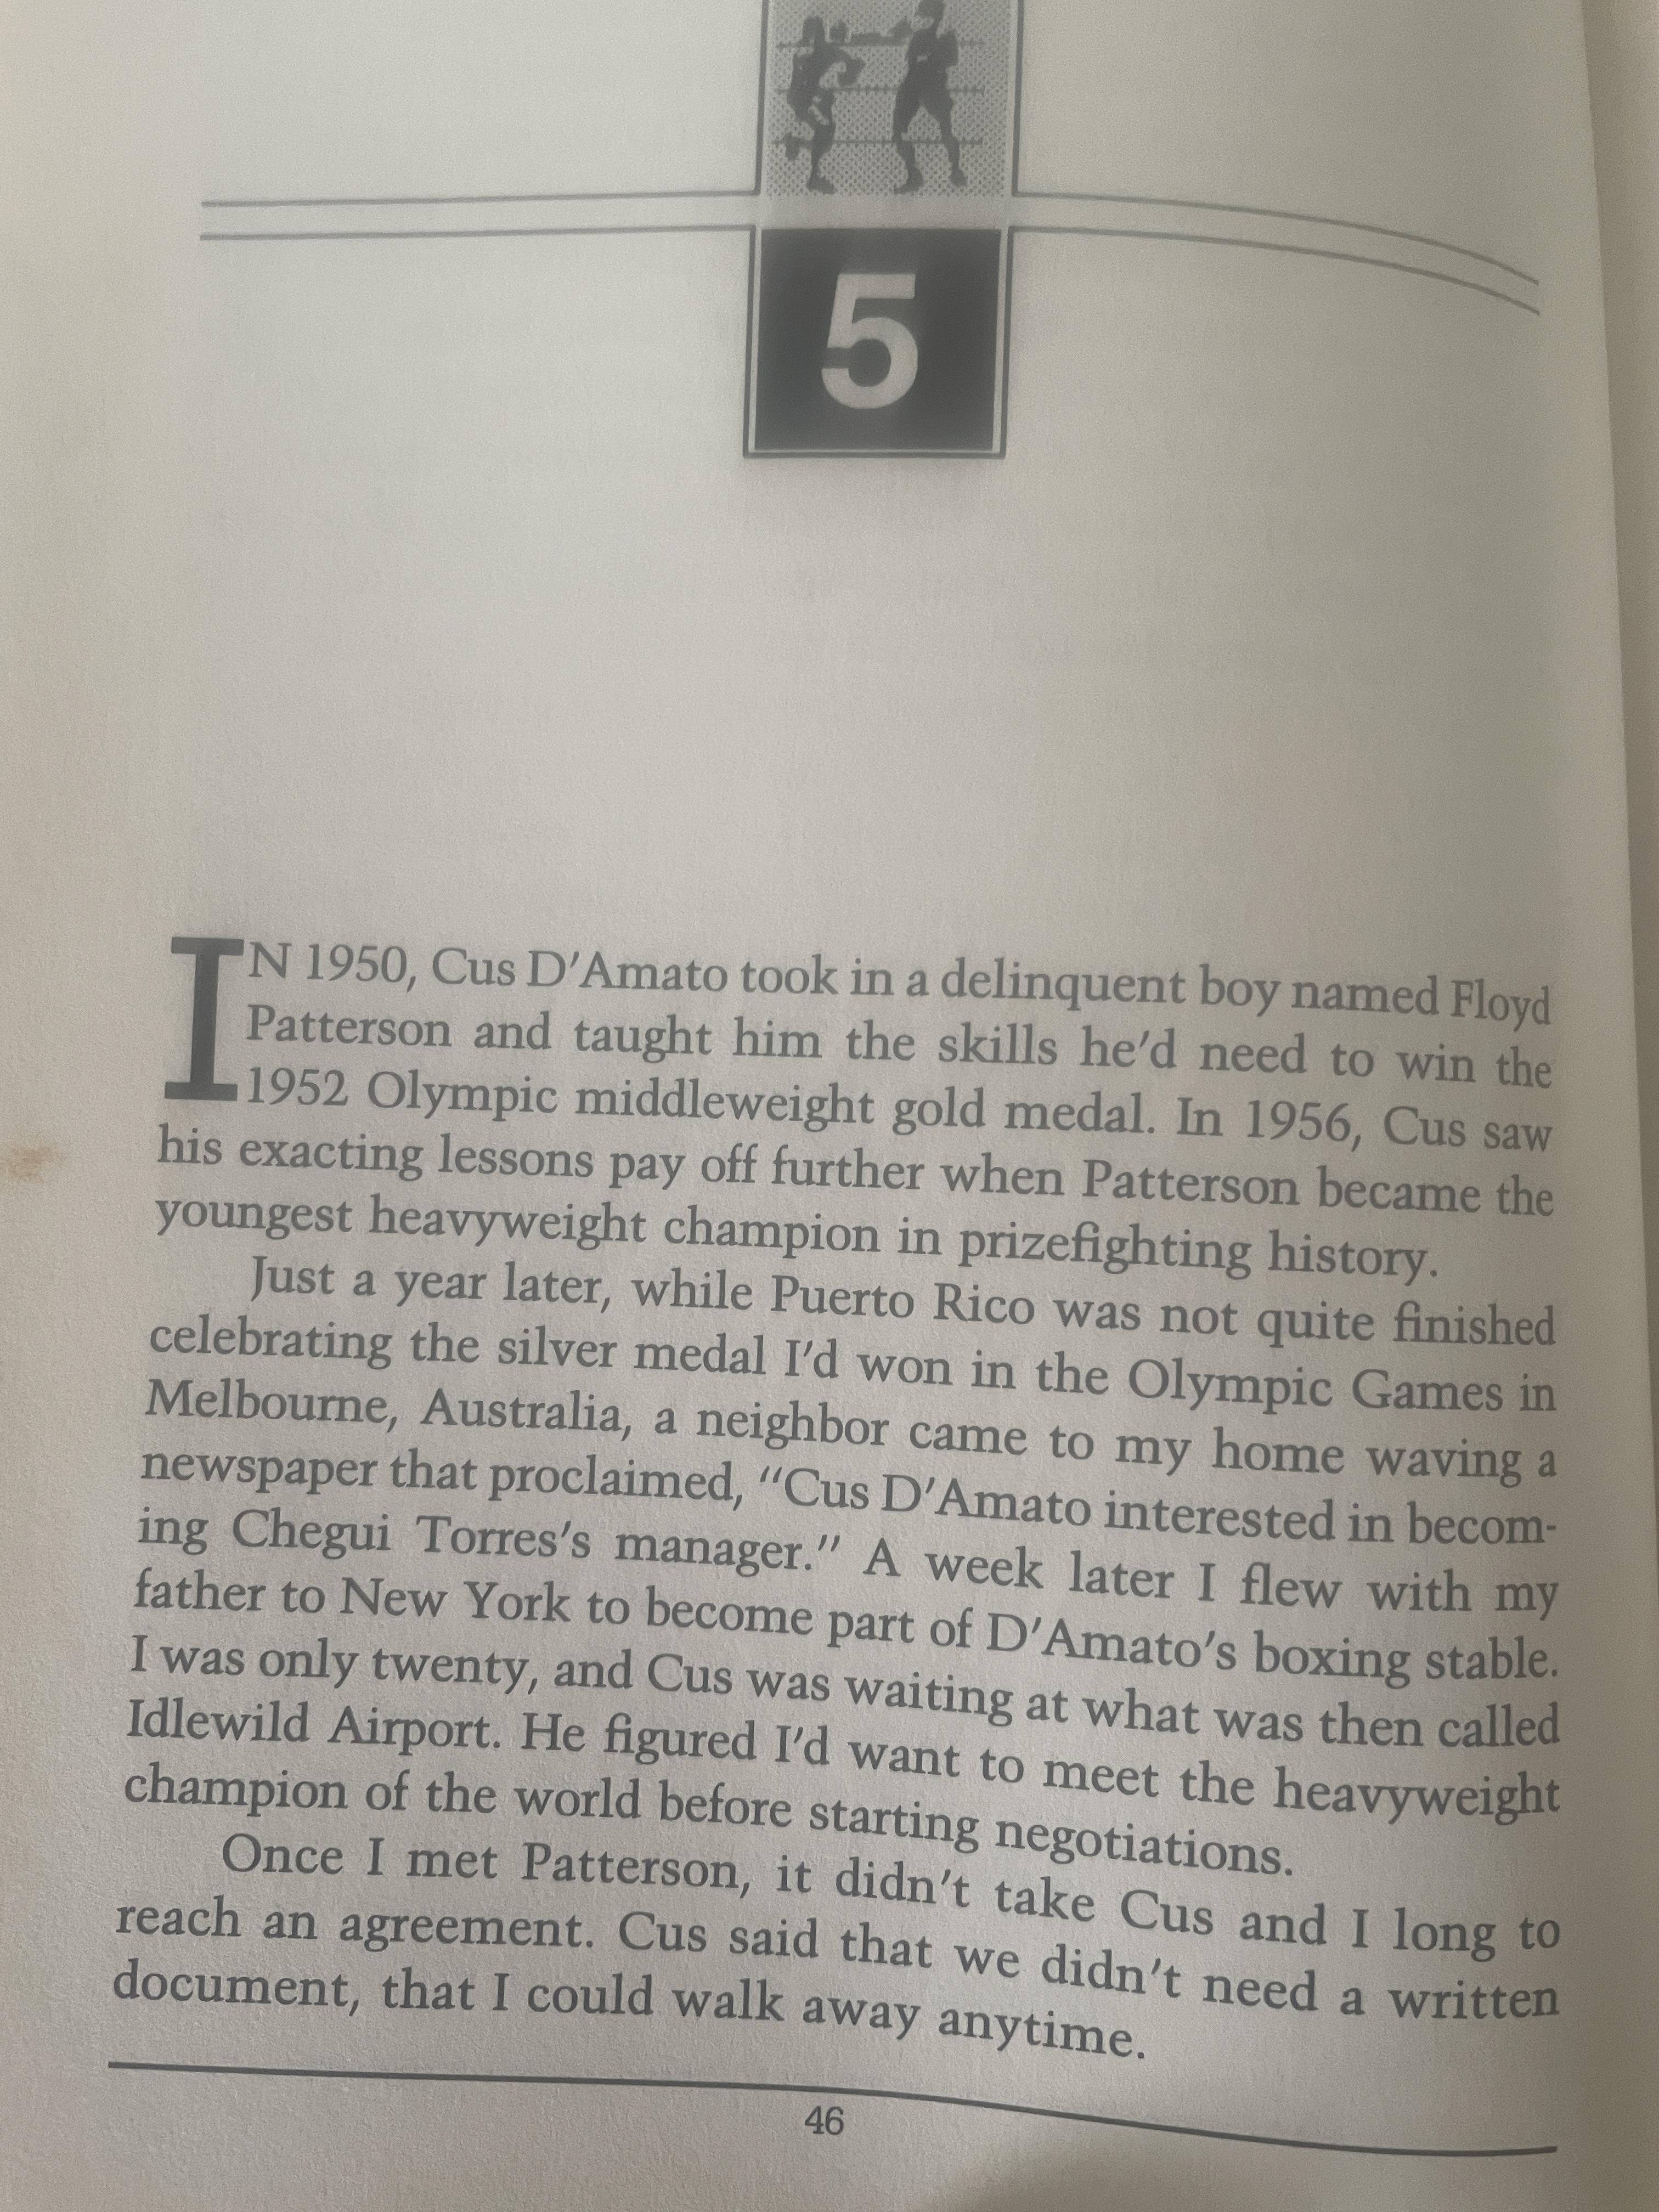 5
IN 1950, Cus D'Amato took in a delinquent boy named Floyd
Patterson and taught him the skills he'd need to win the
1952 Olympic middleweight gold medal. In 1956, Cus saw
his exacting lessons pay off further when Patterson became the
youngest heavyweight champion in prizefighting history.
Just a year later, while Puerto Rico was not quite finished
celebrating the silver medal I'd won in the Olympic Games in
Melbourne, Australia, a neighbor came to my home waving a
newspaper that proclaimed, "Cus D'Amato interested in becom-
ing Chegui Torres's manager." A week later I flew with my
father to New York to become part of D'Amato's boxing stable.
I was only twenty, and Cus was waiting at what was then called
Idlewild Airport. He figured I'd want to meet the heavyweight
champion of the world before starting negotiations.
Once I met Patterson, it didn't take Cus and I long to
reach an agreement. Cus said that we didn't need a written
document, that I could walk away anytime.
46